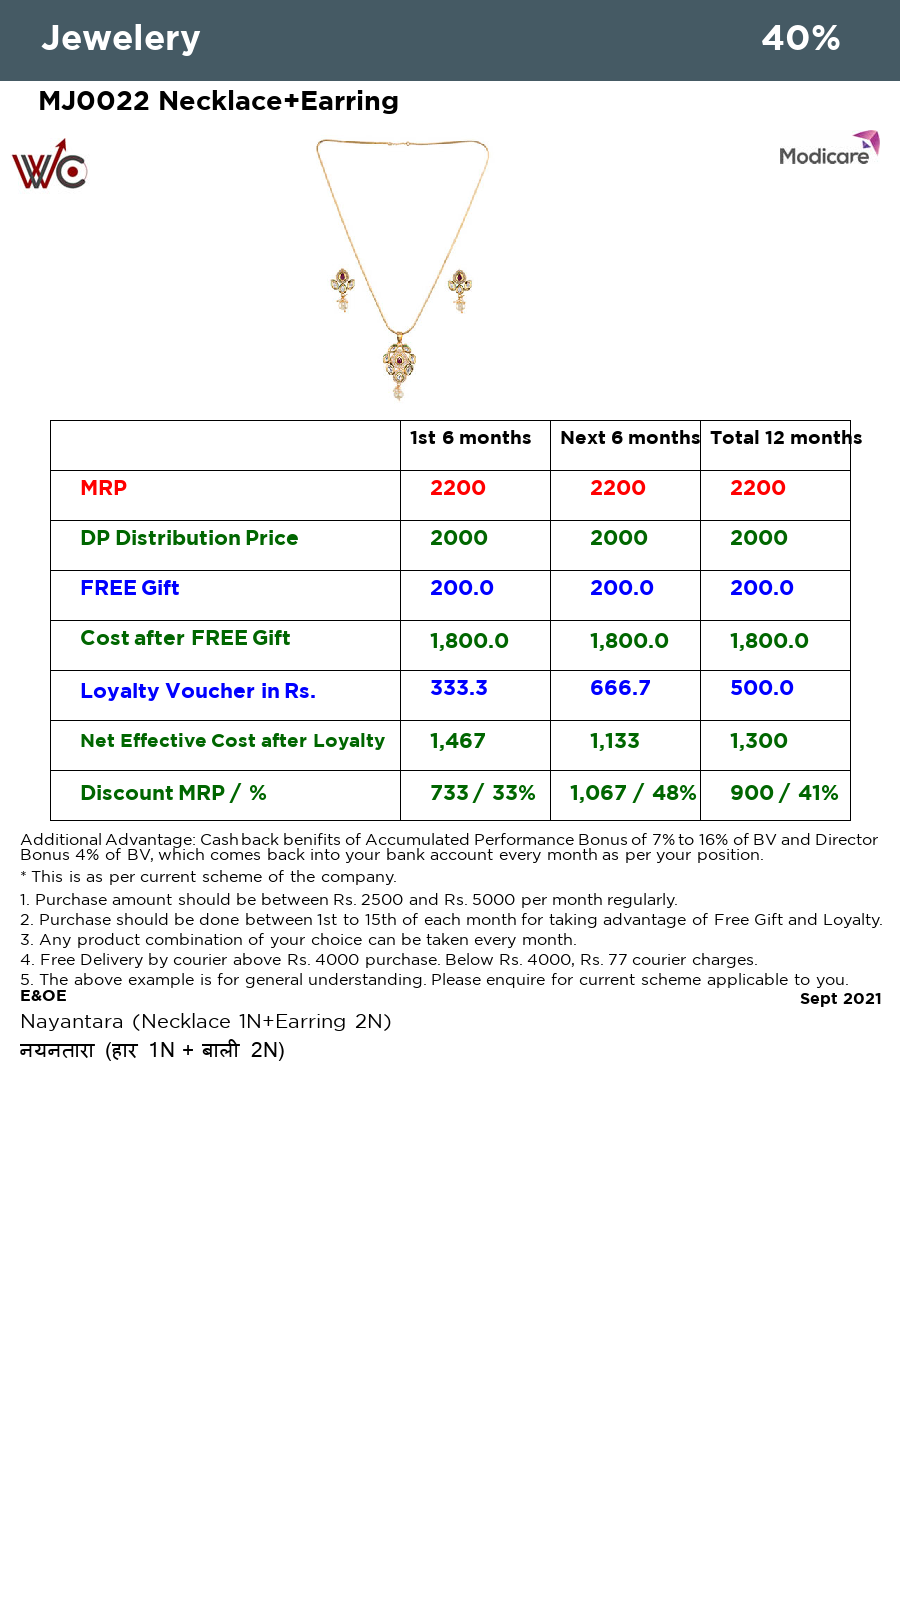 Jewelery 40%
MJ0022 Necklace+Earring
WC
Modicare
1st 6 months Next 6 months Total 12 months
MRP 2200 2200 2200
DP Distribution Price 2000 2000 2000
FREE Gift 200.0 200.0 200.0
Cost after FREE Gift 1,800.0 1,800.0 1,800.0
Loyalty Voucher in Rs. 333.3 666.7 500.0
Net Effective Cost after Loyalty 1,467 1,133 1,300
Discount MRP / % 733 / 33% 1,067 / 48% 900 / 41%
Additional Advantage: Cashback benifits of Accumulated Performance Bonus of 7% to 16% of BV and Director
Bonus 4% of BV, which comes back into your bank account every month as per your position.
* This is as per current scheme of the company.
1. Purchase amount should be between Rs. 2500 and Rs. 5000 per month regularly.
2. Purchase should be done between 1st to 15th of each month for taking advantage of Free Gift and Loyalty.
3. Any product combination of your choice can be taken every month.
4. Free Delivery by courier above Rs. 4000 purchase. Below Rs. 4000, Rs. 77 courier charges.
5. The above example is for general understanding. Please enquire for current scheme applicable to you.
E&OE Sept 2021
Nayantara (Necklace 1N+Earring 2N)
नयनतारा (हार 1N + बाली 2N)